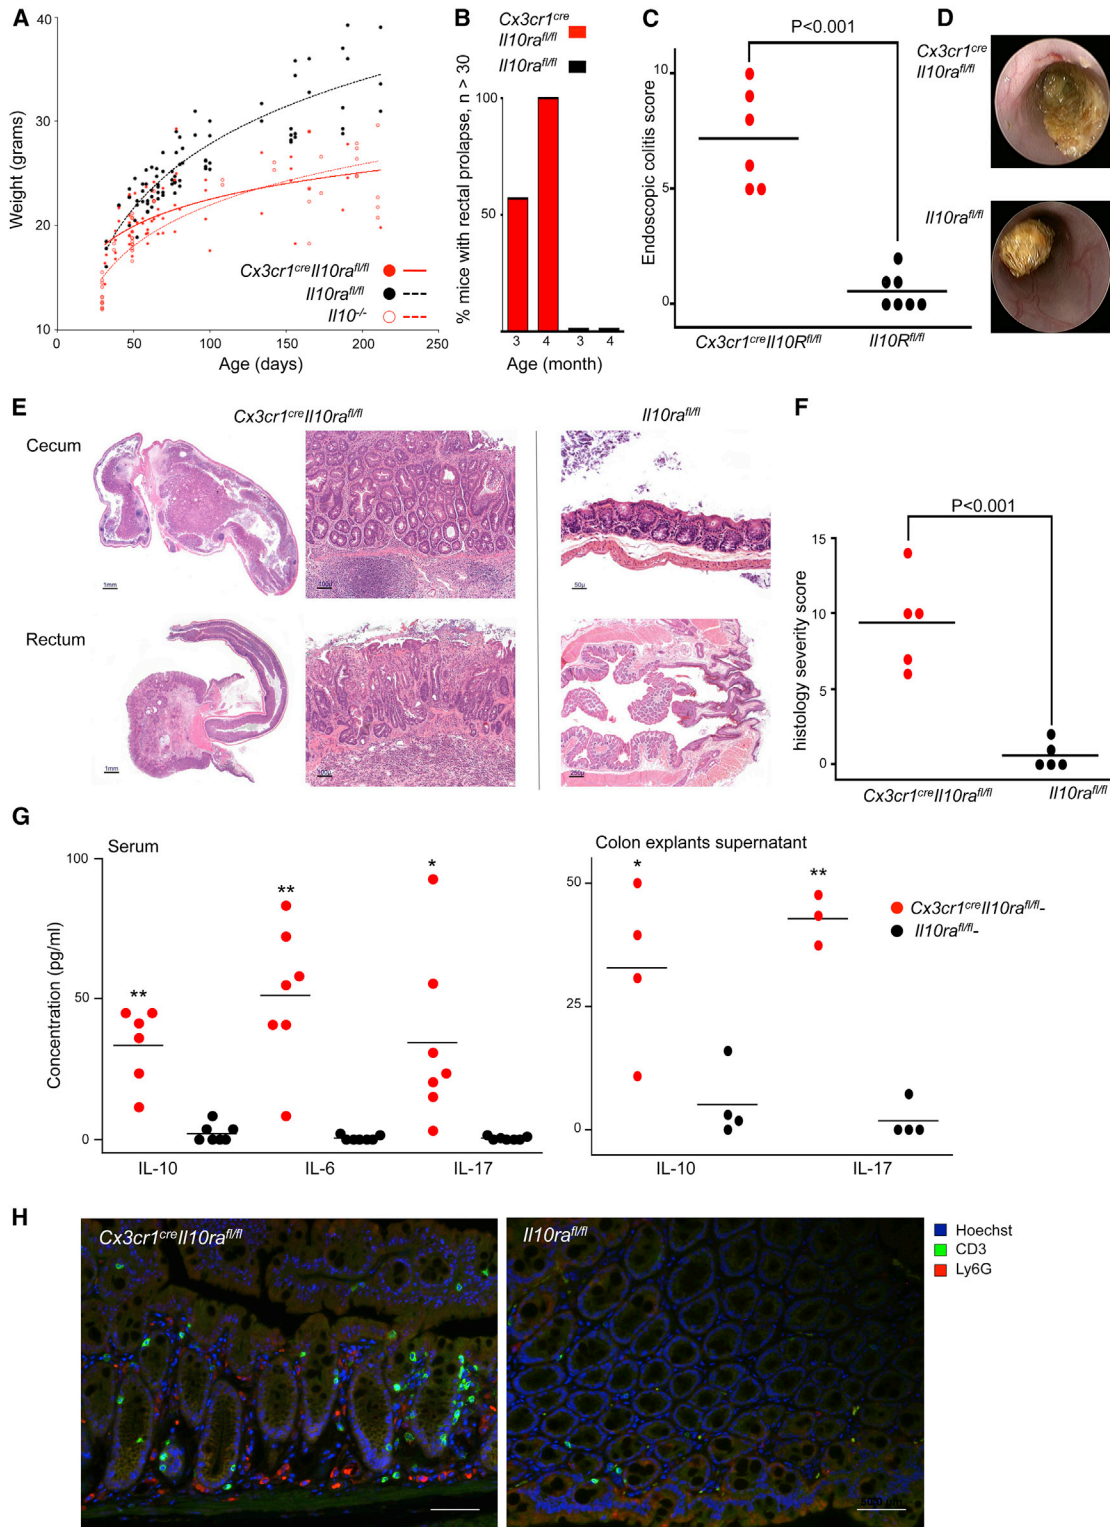 A
Weight (grams)
40
30
20
10
0
50
100
150
200
250
Age (days)
Cx3cr1creIl10rafl/fl
Il10rafl/fl
Il10-/-
B
Cx3cr1cre
Il10rafl/fl
Il10rafl/fl
% mice with rectal prolapse, n > 30
100
50
3 4 3 4
Age (month)
C
P<0.001
Endoscopic colitis score
10
5
0
Cx3cr1creIl10Rfl/fl
Il10Rfl/fl
D
Cx3cr1cre
Il10rafl/fl
Il10rafl/fl
E
Cx3cr1creIl10rafl/fl
Il10rafl/fl
Cecum
1mm
100µ
50µ
Rectum
1mm
100µ
250µ
F
P<0.001
histology severity score
15
10
5
0
Cx3cr1creIl10rafl/fl
Il10rafl/fl
G
Serum
Concentration (pg/ml)
100
50
0
**
**
*
IL-10
IL-6
IL-17
Colon explants supernatant
50
25
0
*
**
IL-10
IL-17
Cx3cr1creIl10rafl/fl-
Il10rafl/fl-
H
Cx3cr1creIl10rafl/fl
Il10rafl/fl
Hoechst
CD3
Ly6G